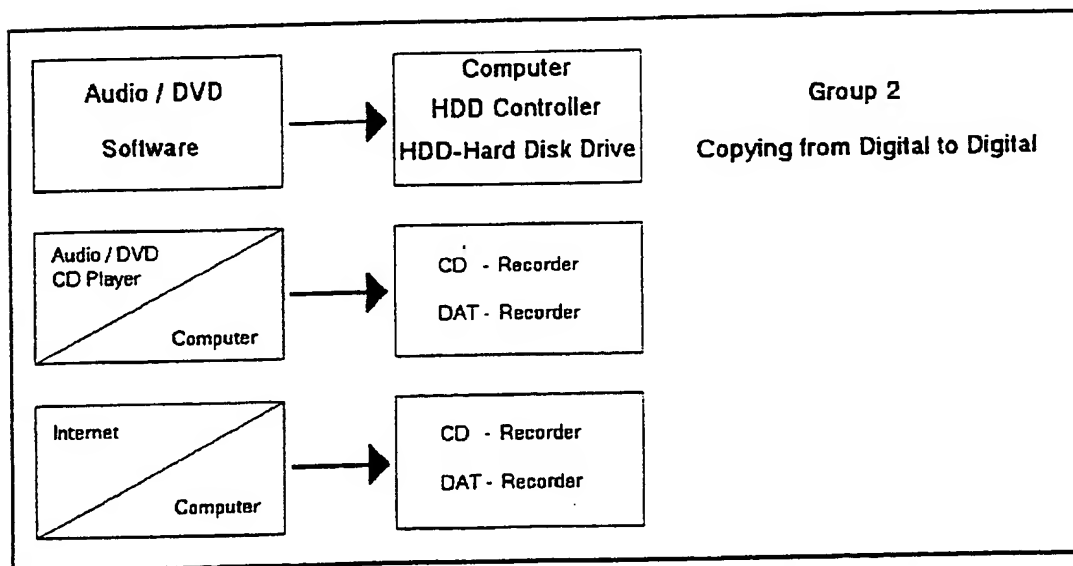 Audio / DVD
Software
Computer
HDD Controller
HDD-Hard Disk Drive
Group 2
Copying from Digital to Digital
Audio / DVD
CD Player
Computer
CD - Recorder
DAT - Recorder
Internet
Computer
CD - Recorder
DAT - Recorder